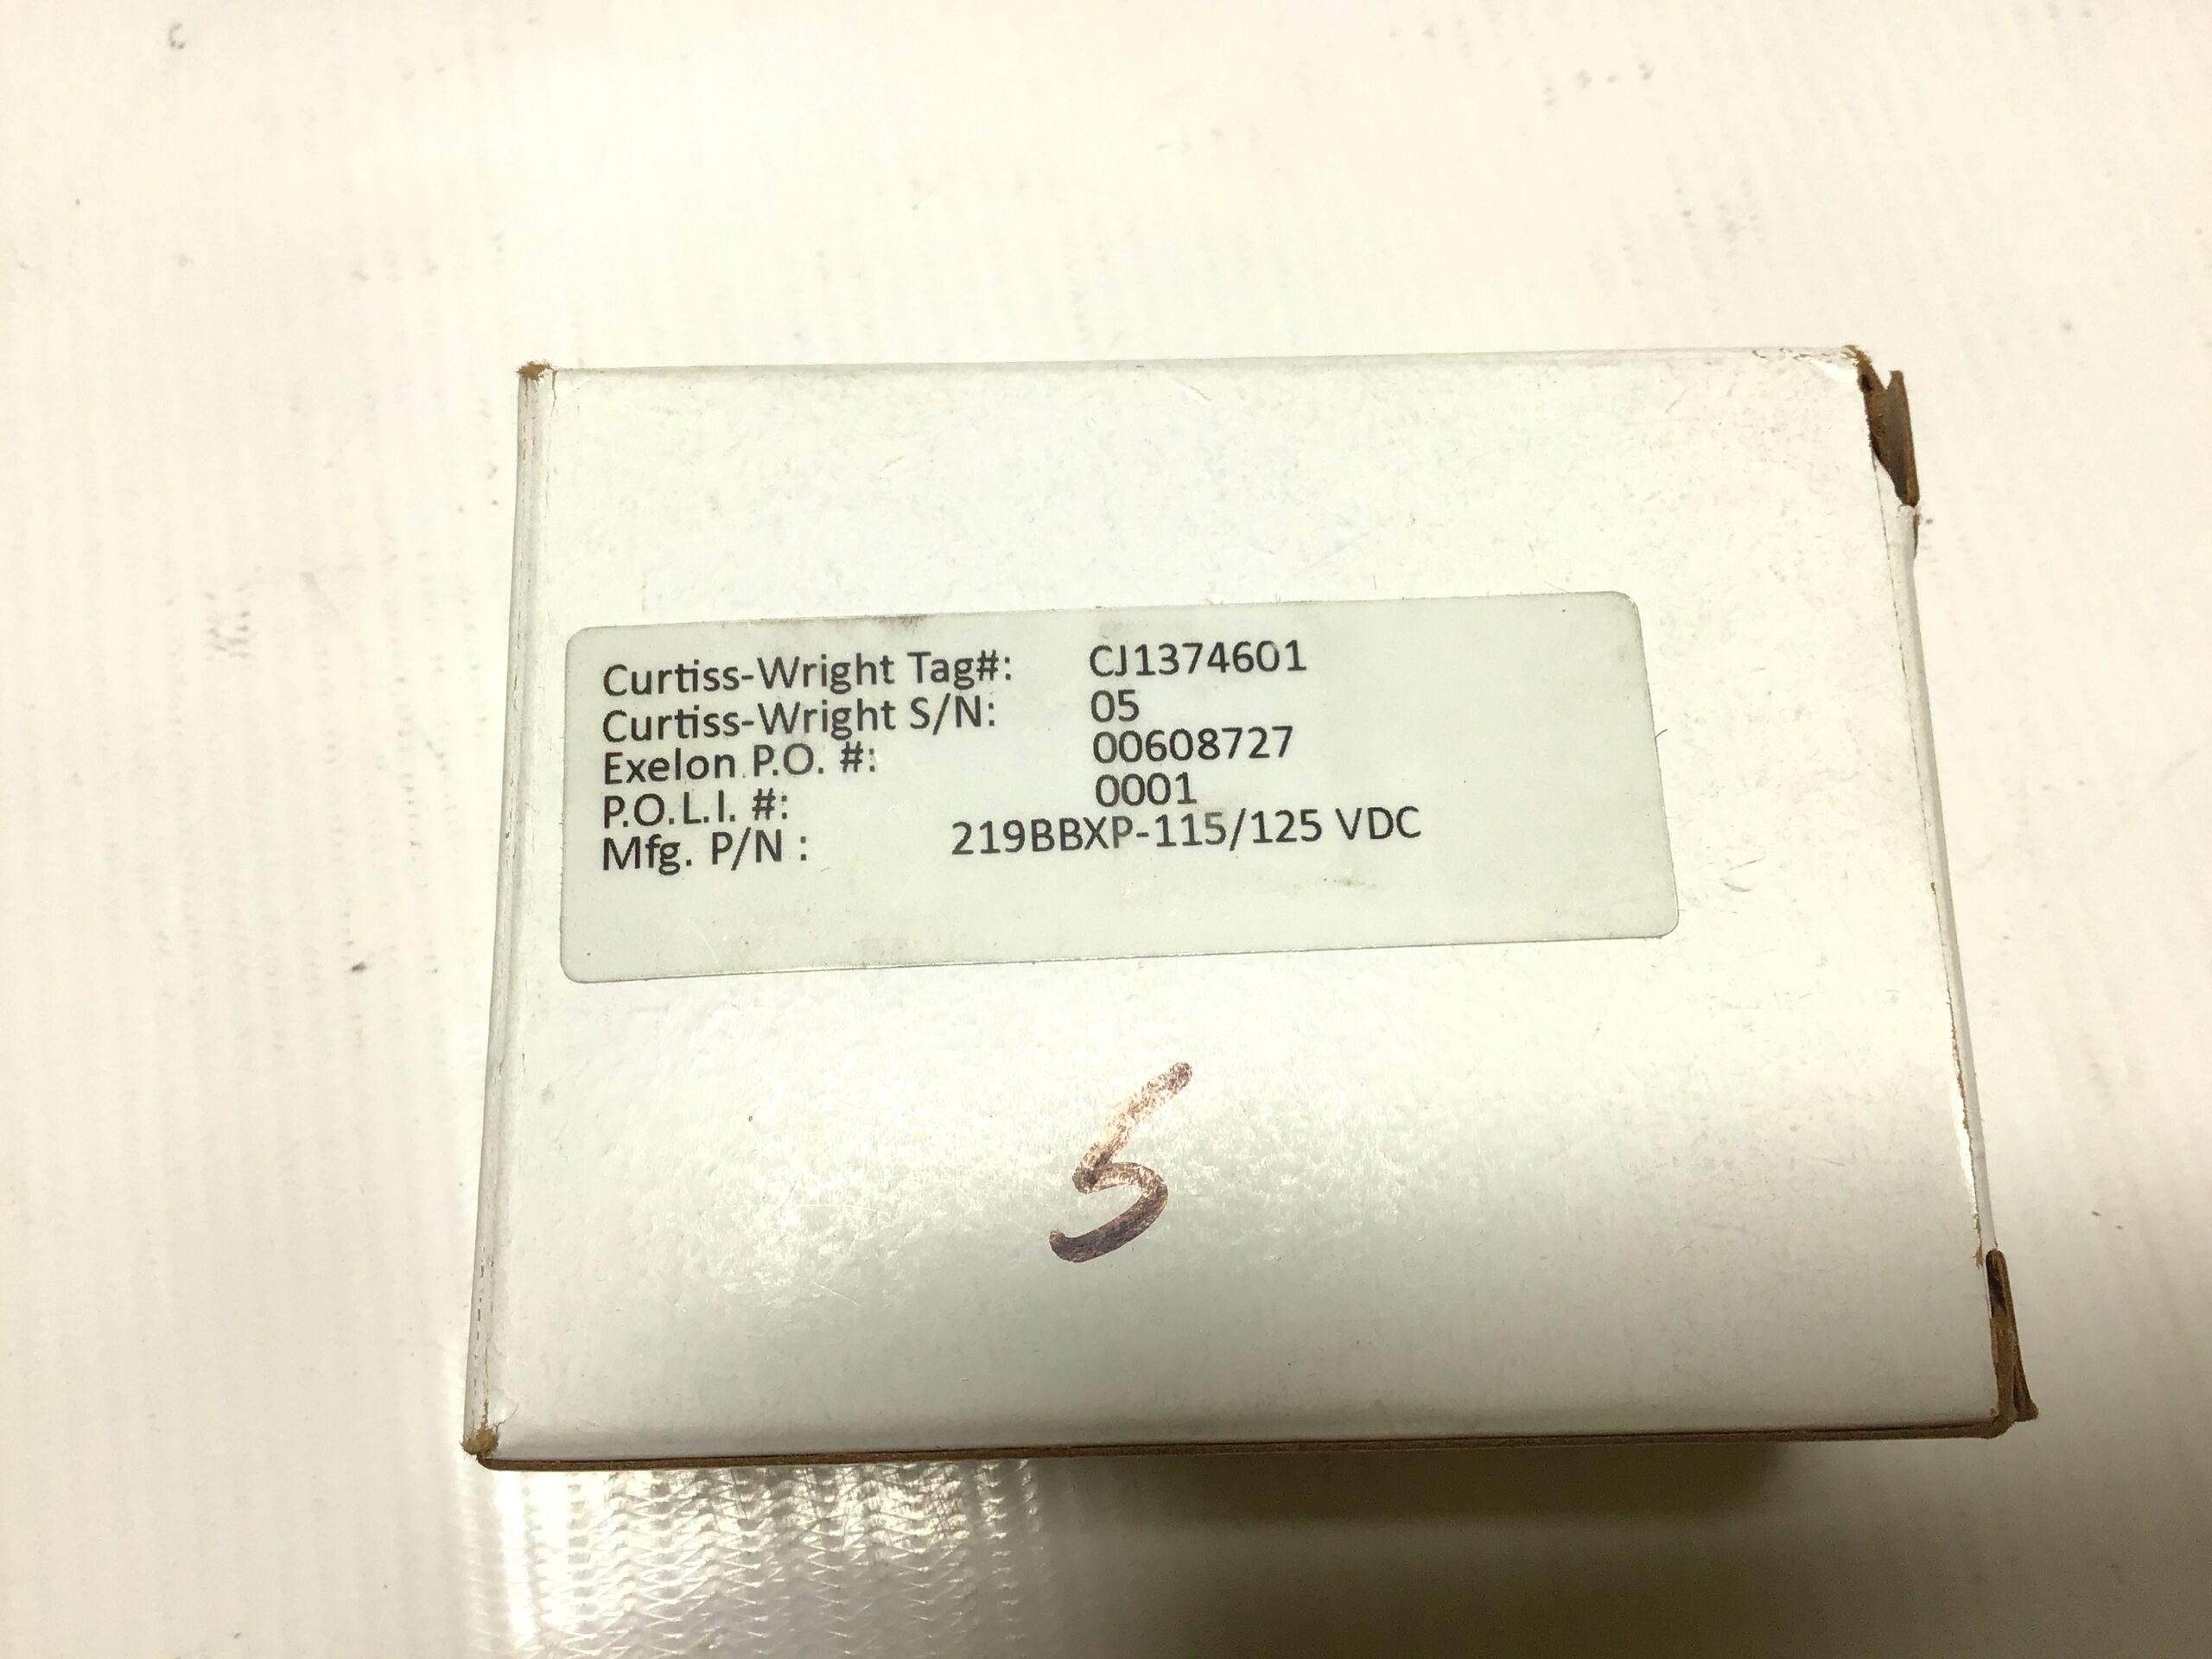 Curtiss-Wright Tag#: CJ1374601
Curtiss-Wright S/N: 05
Exelon P.O. #: 00608727
P.O.L.I. #: 0001
Mfg. P/N : 219BBXP-115/125 VDC
5